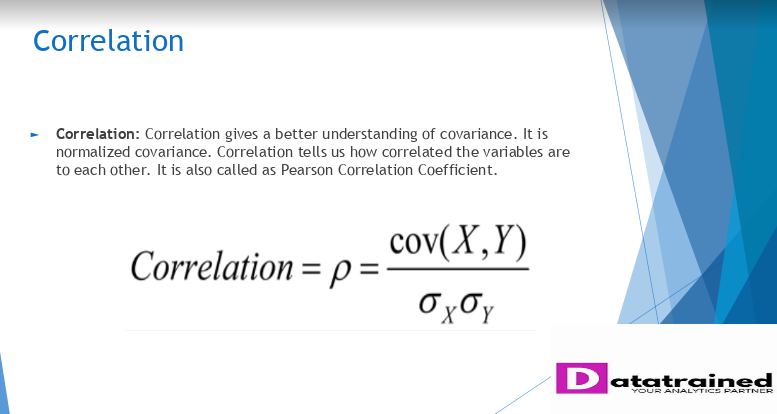 Correlation
► Correlation: Correlation gives a better understanding of covariance. It is
normalized covariance. Correlation tells us how correlated the variables are
to each other. It is also called as Pearson Correlation Coefficient.
Correlation = ρ = cov(X,Y) / σXσY
Datatrained
YOUR ANALYTICS PARTNER